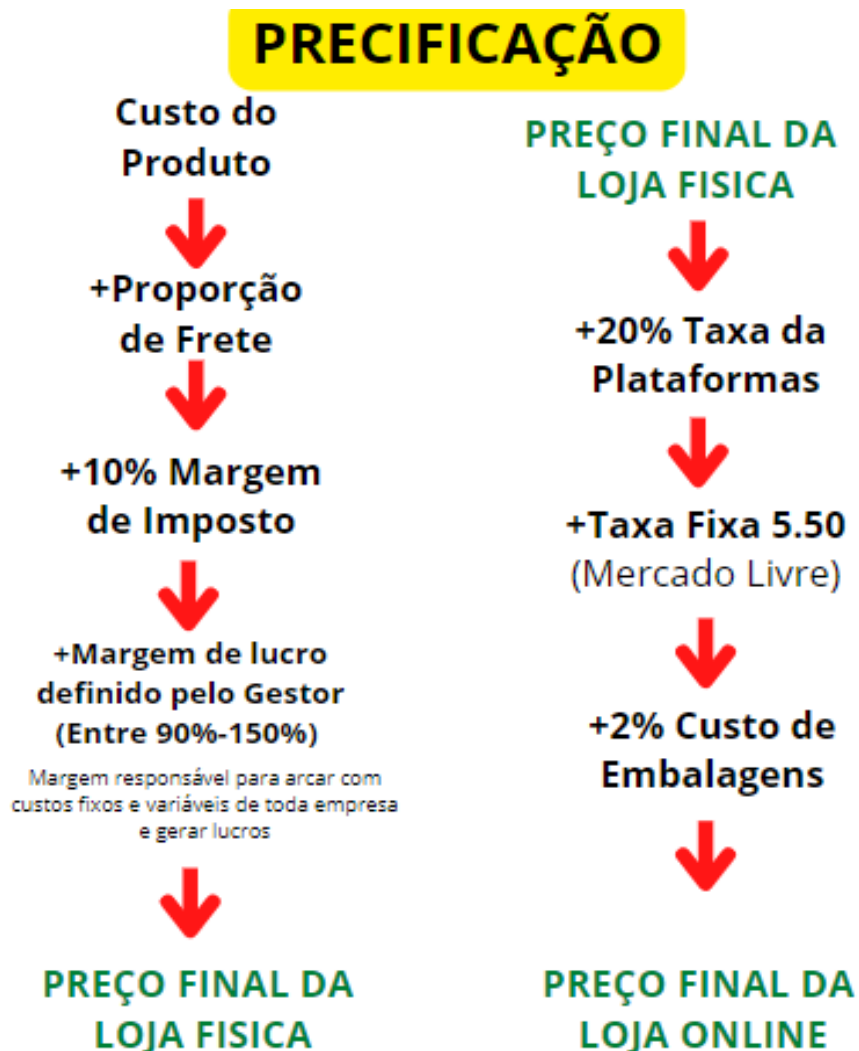 PRECIFICAÇÃO
Custo do
Produto
+Proporção
de Frete
+10% Margem
de Imposto
+Margem de lucro
definido pelo Gestor
(Entre 90%-150%)
Margem responsável para arcar com
custos fixos e variáveis de toda empresa
e gerar lucros
PREÇO FINAL DA
LOJA FISICA
PREÇO FINAL DA
LOJA FISICA
+20% Taxa da
Plataformas
+Taxa Fixa 5.50
(Mercado Livre)
+2% Custo de
Embalagens
PREÇO FINAL DA
LOJA ONLINE